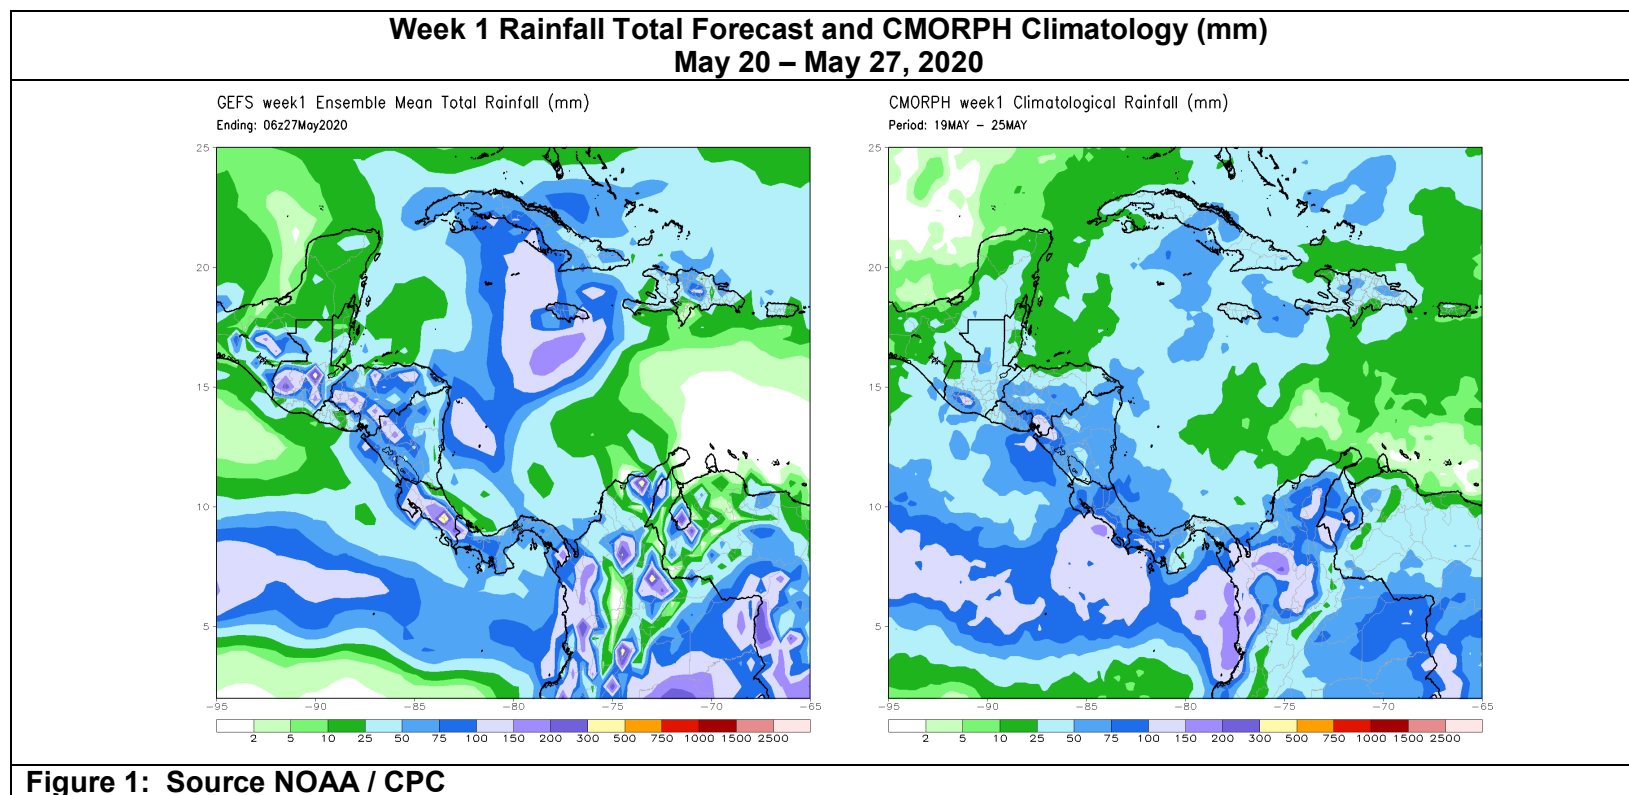 Week 1 Rainfall Total Forecast and CMORPH Climatology (mm)
May 20 – May 27, 2020
GEFS week1 Ensemble Mean Total Rainfall (mm)
Ending: 06z27May2020
25
20
15
10
5
-95 -90 -85 -80 -75 -70 -65
2 5 10 25 50 75 100 150 200 300 500 750 1000 1500 2500
CMORPH week1 Climatological Rainfall (mm)
Period: 19MAY - 25MAY
25
20
15
10
5
-95 -90 -85 -80 -75 -70 -65
2 5 10 25 50 75 100 150 200 300 500 750 1000 1500 2500
Figure 1: Source NOAA / CPC